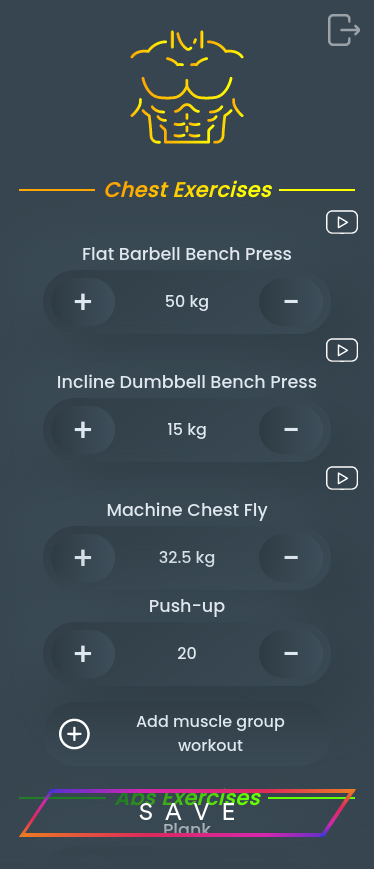 Chest Exercises
Flat Barbell Bench Press
+ 50 kg −
Incline Dumbbell Bench Press
+ 15 kg −
Machine Chest Fly
+ 32.5 kg −
Push-up
+ 20 −
Add muscle group
workout
Abs Exercises
SAVE
Plank